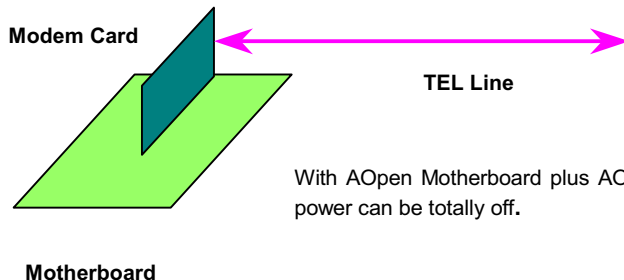 Modem Card
TEL Line
With AOpen Motherboard plus AO
power can be totally off.
Motherboard